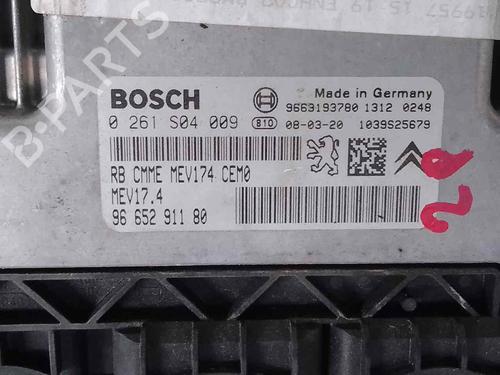 BOSCH
Made in Germany
9663193780 1312 0248
0 261 S04 009
810
08-03-20 1039S25679
RB CMME MEV174 CEM0
MEV17.4
96 652 911 80
B-PARTS